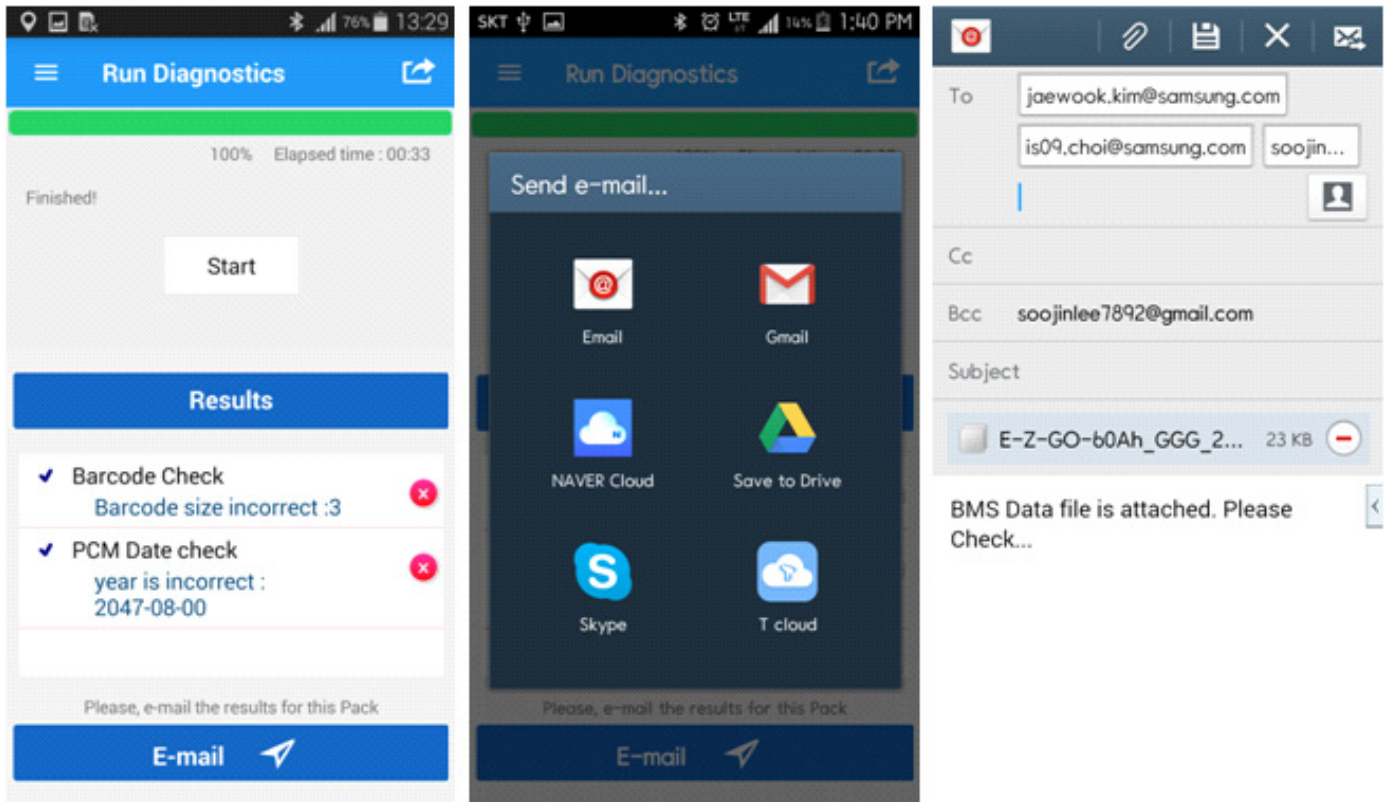 76% 13:29
Run Diagnostics
100% Elapsed time : 00:33
Finished!
Start
Results
Barcode Check
Barcode size incorrect :3
PCM Date check
year is incorrect :
2047-08-00
Please, e-mail the results for this Pack
E-mail
SKT LTE 14% 1:40 PM
Run Diagnostics
Send e-mail...
Email
Gmail
NAVER Cloud
Save to Drive
Skype
T cloud
Please, e-mail the results for this Pack
E-mail
To jaewook.kim@samsung.com
is09.choi@samsung.com soojin...
Cc
Bcc soojinlee7892@gmail.com
Subject
E-Z-GO-60Ah_GGG_2... 23 KB
BMS Data file is attached. Please
Check...